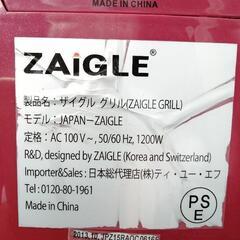 MADE IN CHINA
ZAiGLE®
製品名：ザイグル グリル(ZAIGLE GRILL)
モデル：JAPAN－ZAIGLE
定格：AC 100 V～, 50/60 Hz, 1200W
R&D, designed by ZAIGLE (Korea and Switzerland)
Importer&Sales : 日本総代理店(株)ティ・ユー・エフ
Tel : 0120-80-1961
Made in China
PS
E
2013.10